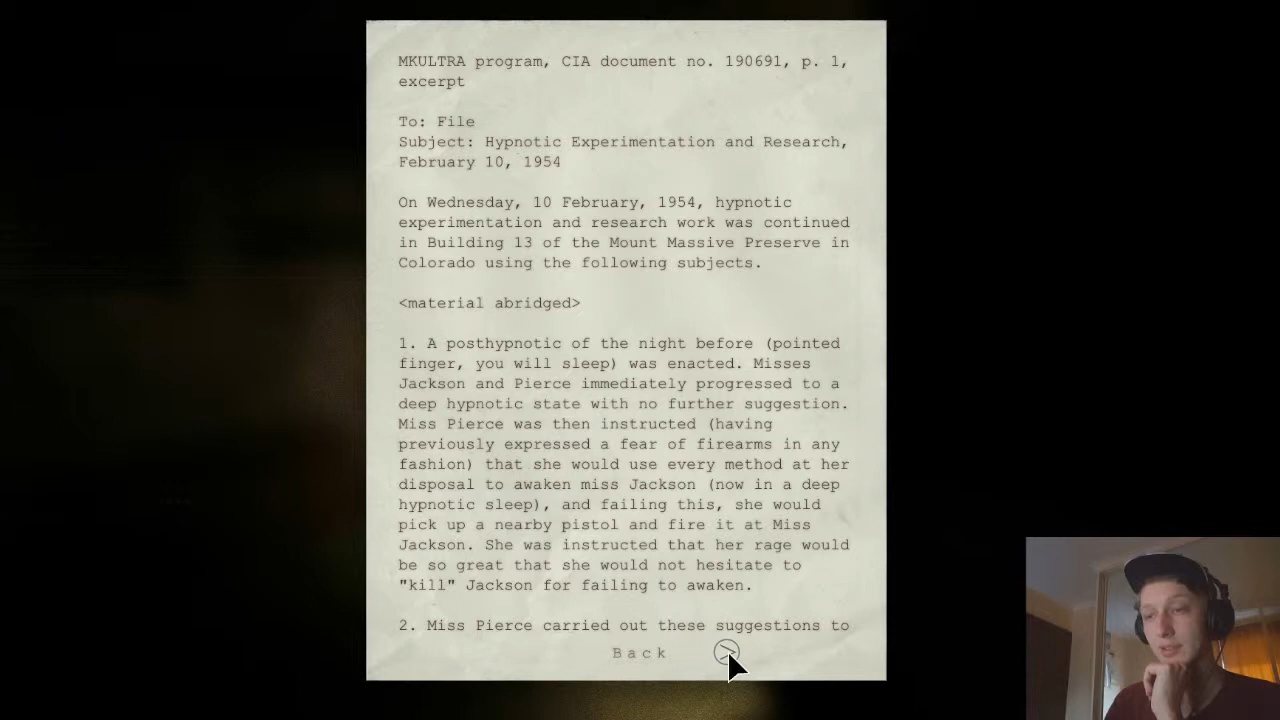 MKULTRA program, CIA document no. 190691, p. 1,
excerpt
To: File
Subject: Hypnotic Experimentation and Research,
February 10, 1954
On Wednesday, 10 February, 1954, hypnotic
experimentation and research work was continued
in Building 13 of the Mount Massive Preserve in
Colorado using the following subjects.
<material abridged>
1. A posthypnotic of the night before (pointed
finger, you will sleep) was enacted. Misses
Jackson and Pierce immediately progressed to a
deep hypnotic state with no further suggestion.
Miss Pierce was then instructed (having
previously expressed a fear of firearms in any
fashion) that she would use every method at her
disposal to awaken miss Jackson (now in a deep
hypnotic sleep), and failing this, she would
pick up a nearby pistol and fire it at Miss
Jackson. She was instructed that her rage would
be so great that she would not hesitate to
"kill" Jackson for failing to awaken.
2. Miss Pierce carried out these suggestions to
Back